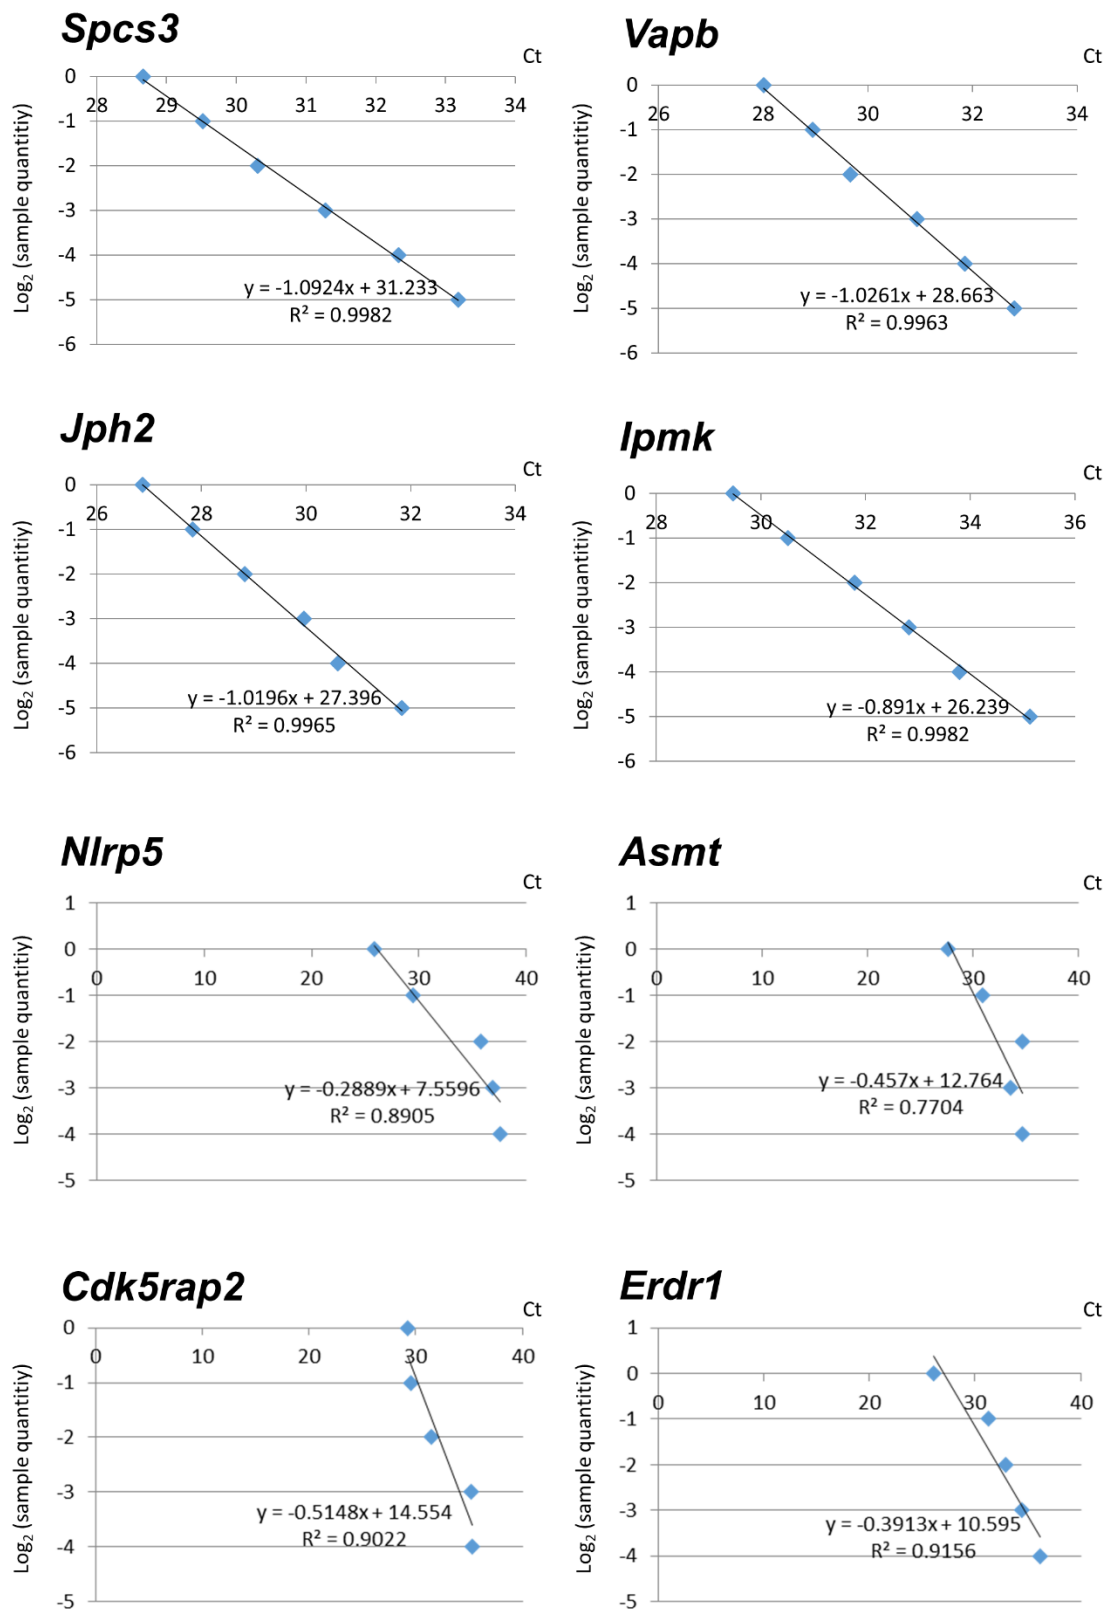 Spcs3
Ct
0
28 29 30 31 32 33 34
-1
-2
-3
-4
-5
-6
Log2 (sample quantitiy)
y = -1.0924x + 31.233
R² = 0.9982
Vapb
Ct
0
26 28 30 32 34
-1
-2
-3
-4
-5
-6
Log2 (sample quantitiy)
y = -1.0261x + 28.663
R² = 0.9963
Jph2
Ct
0
26 28 30 32 34
-1
-2
-3
-4
-5
-6
Log2 (sample quantitiy)
y = -1.0196x + 27.396
R² = 0.9965
Ipmk
Ct
0
28 30 32 34 36
-1
-2
-3
-4
-5
-6
Log2 (sample quantitiy)
y = -0.891x + 26.239
R² = 0.9982
Nlrp5
Ct
1
0
0 10 20 30 40
-1
-2
-3
-4
-5
Log2 (sample quantitiy)
y = -0.2889x + 7.5596
R² = 0.8905
Asmt
Ct
1
0
0 10 20 30 40
-1
-2
-3
-4
-5
Log2 (sample quantitiy)
y = -0.457x + 12.764
R² = 0.7704
Cdk5rap2
Ct
0
0 10 20 30 40
-1
-2
-3
-4
-5
Log2 (sample quantitiy)
y = -0.5148x + 14.554
R² = 0.9022
Erdr1
Ct
1
0
0 10 20 30 40
-1
-2
-3
-4
-5
Log2 (sample quantitiy)
y = -0.3913x + 10.595
R² = 0.9156